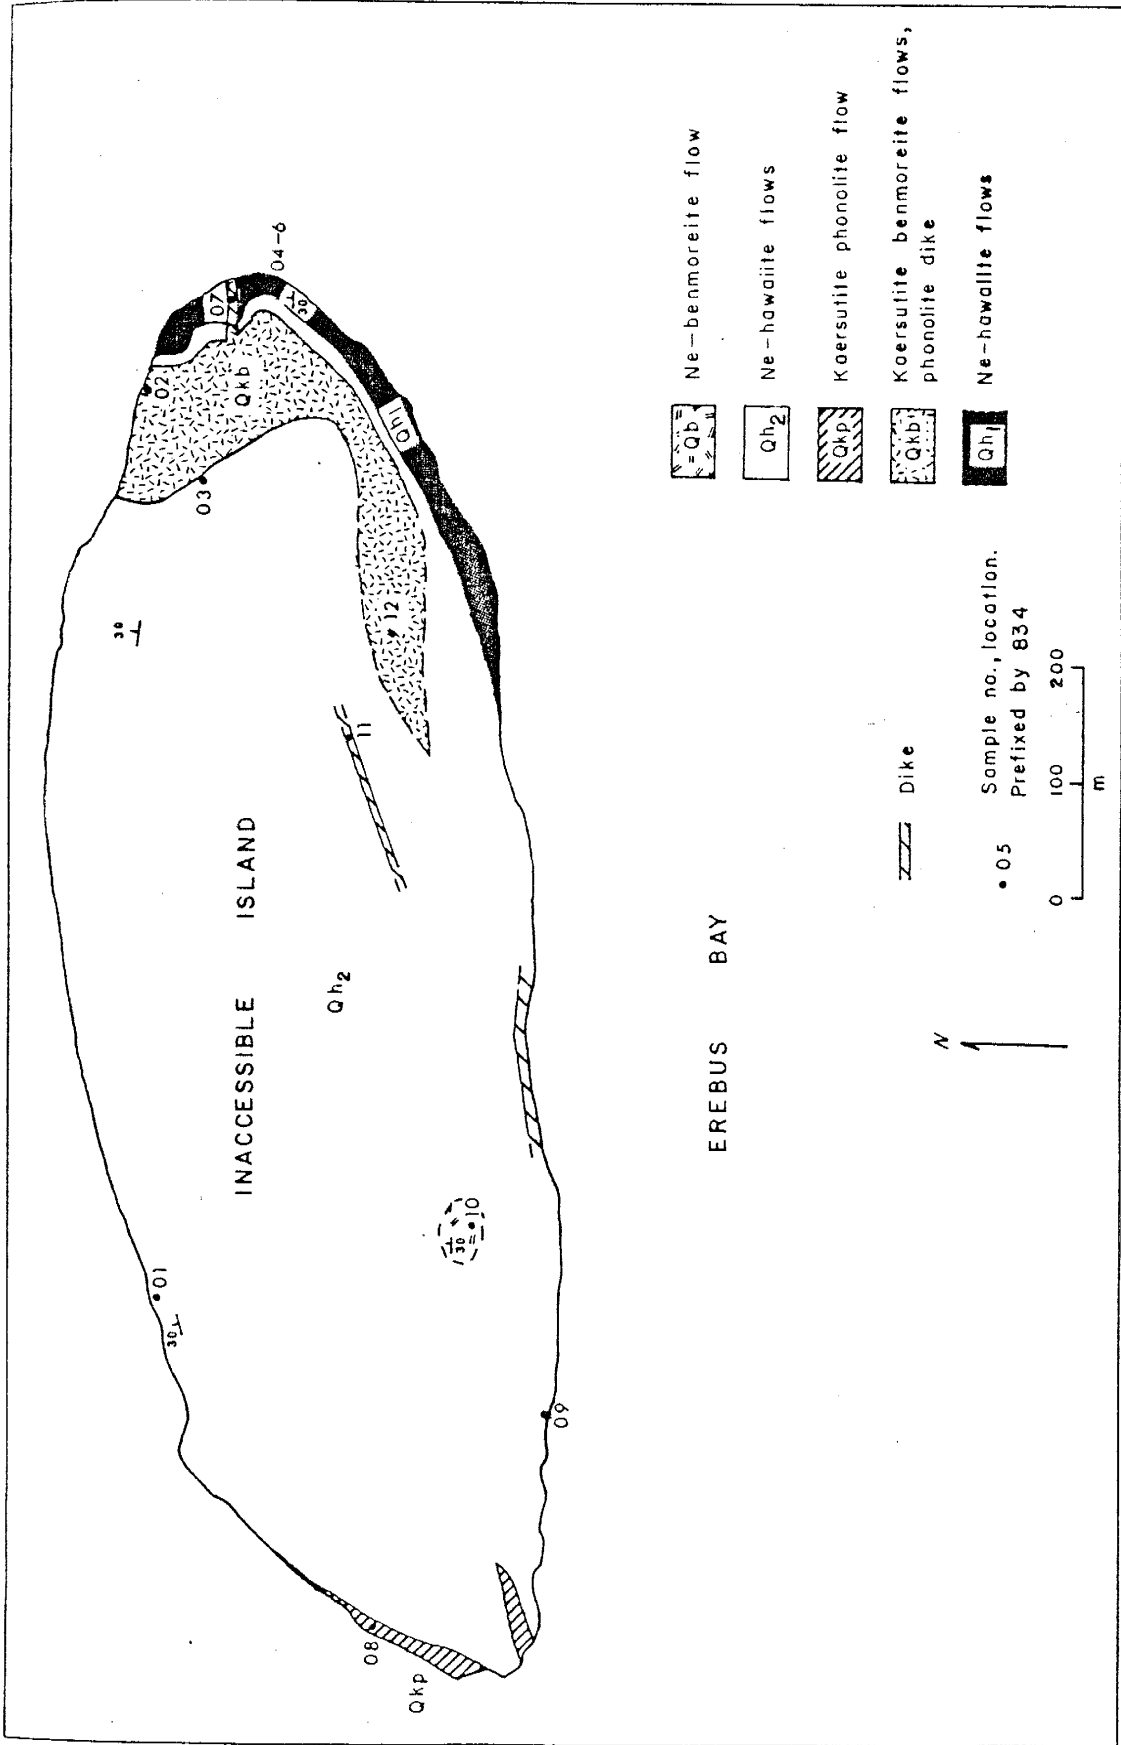 INACCESSIBLE ISLAND
Qh2
EREBUS BAY
01
02
03
04-6
07
08
09
10
11
12
30
30
30
30
Qkb
Qh1
Qkp
N
=Qb=
Ne-benmoreite flow
Qh2
Ne-hawaiite flows
Qkp
Kaersutite phonolite flow
Qkb
Kaersutite benmoreite flows,
phonolite dike
Qh1
Ne-hawaiite flows
Dike
05
Sample no., location.
Prefixed by 834
0 100 200
m